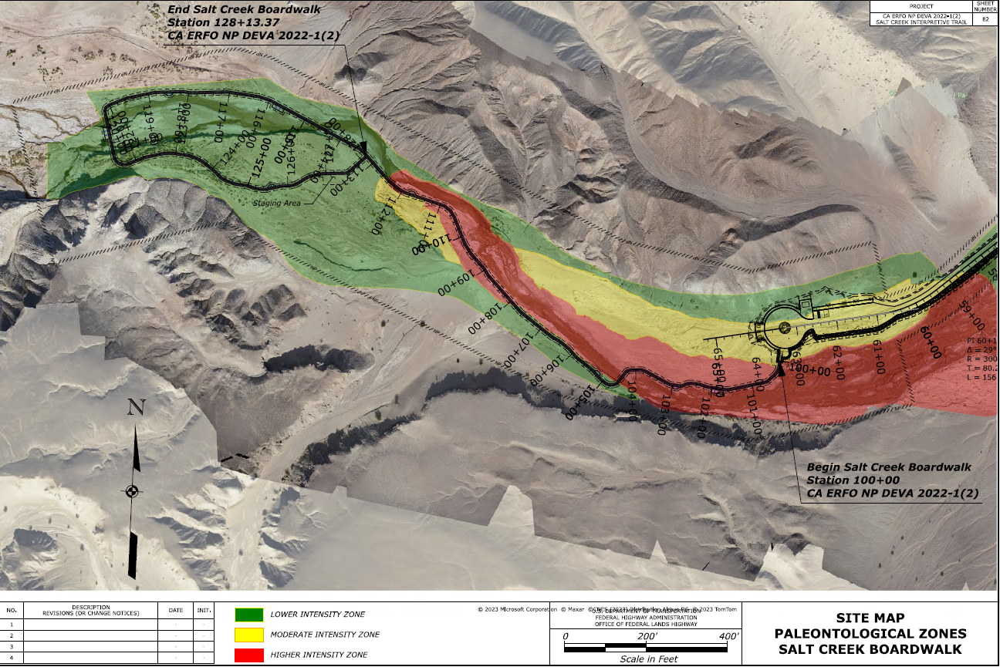 End Salt Creek Boardwalk
Station 128+13.37
CA ERFO NP DEVA 2022-1(2)
PROJECT
SHEET
NUMBER
CA ERFO NP DEVA 2022-1(2)
SALT CREEK INTERPRETIVE TRAIL
E2
117+00
118+00
124+00
125+00
126+00
113+00
112+00
Staging Area
110+00
109+00
108+00
107+00
106+00
105+00
104+00
103+00
102+00
101+00
100+00
64+00
62+00
61+00
60+00
59+00
Δ = 29°
R = 300
T = 80.2
L = 156
N
Begin Salt Creek Boardwalk
Station 100+00
CA ERFO NP DEVA 2022-1(2)
NO.
DESCRIPTION
REVISIONS (OR CHANGE NOTICES)
DATE
INIT.
1
2
3
4
LOWER INTENSITY ZONE
MODERATE INTENSITY ZONE
HIGHER INTENSITY ZONE
© 2023 Microsoft Corporation © Maxar
© 2023 TomTom
U.S. DEPARTMENT OF TRANSPORTATION
FEDERAL HIGHWAY ADMINISTRATION
OFFICE OF FEDERAL LANDS HIGHWAY
0 200' 400'
Scale in Feet
SITE MAP
PALEONTOLOGICAL ZONES
SALT CREEK BOARDWALK